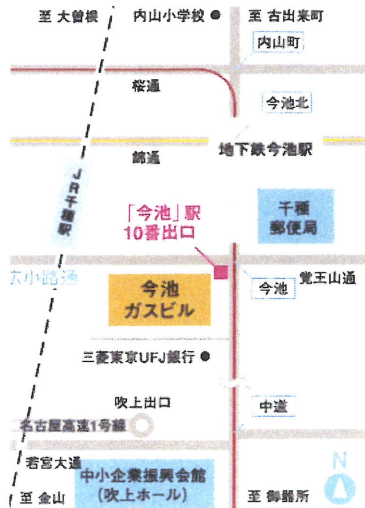 至 大曽根
内山小学校
至 古出来町
内山町
桜通
今池北
錦通
地下鉄今池駅
JR千種駅
千種
郵便局
「今池」駅
10番出口
広小路通
今池
覚王山通
今池
ガスビル
三菱東京UFJ銀行
吹上出口
中道
名古屋高速1号線
若宮大通
中小企業振興会館
(吹上ホール)
N
至 金山
至 御器所